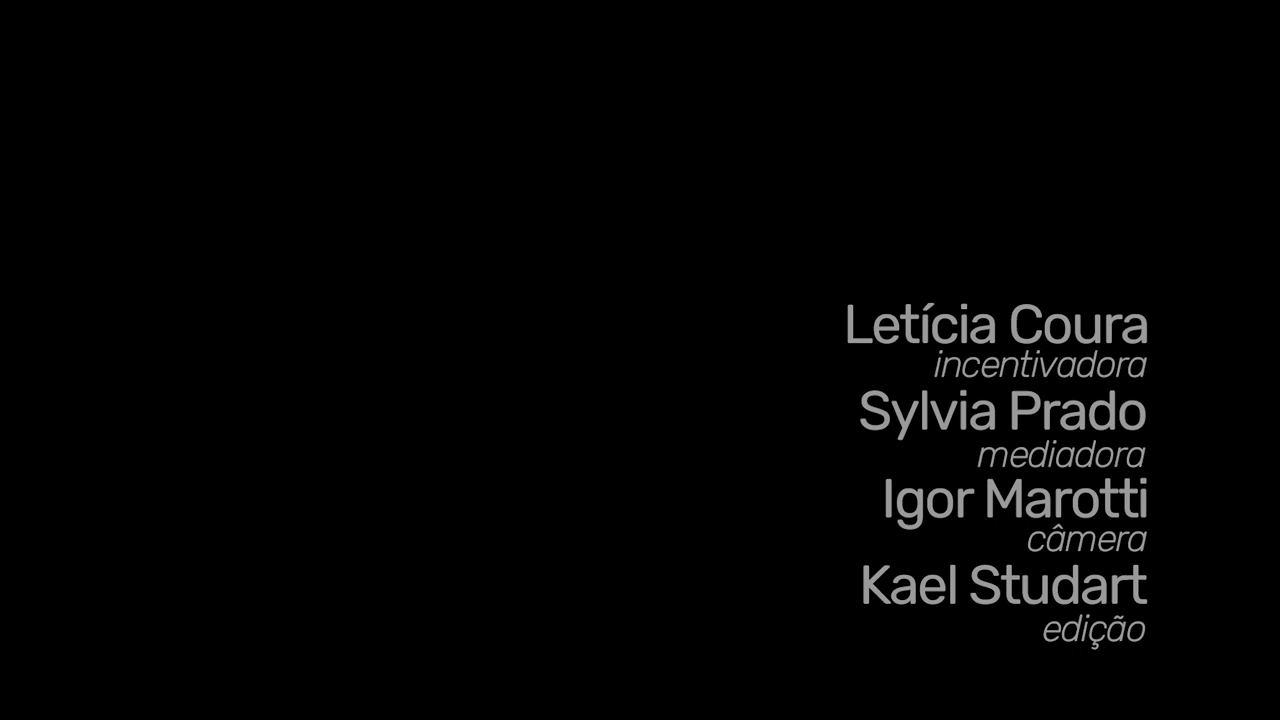 Letícia Coura
incentivadora
Sylvia Prado
mediadora
Igor Marotti
câmera
Kael Studart
edição